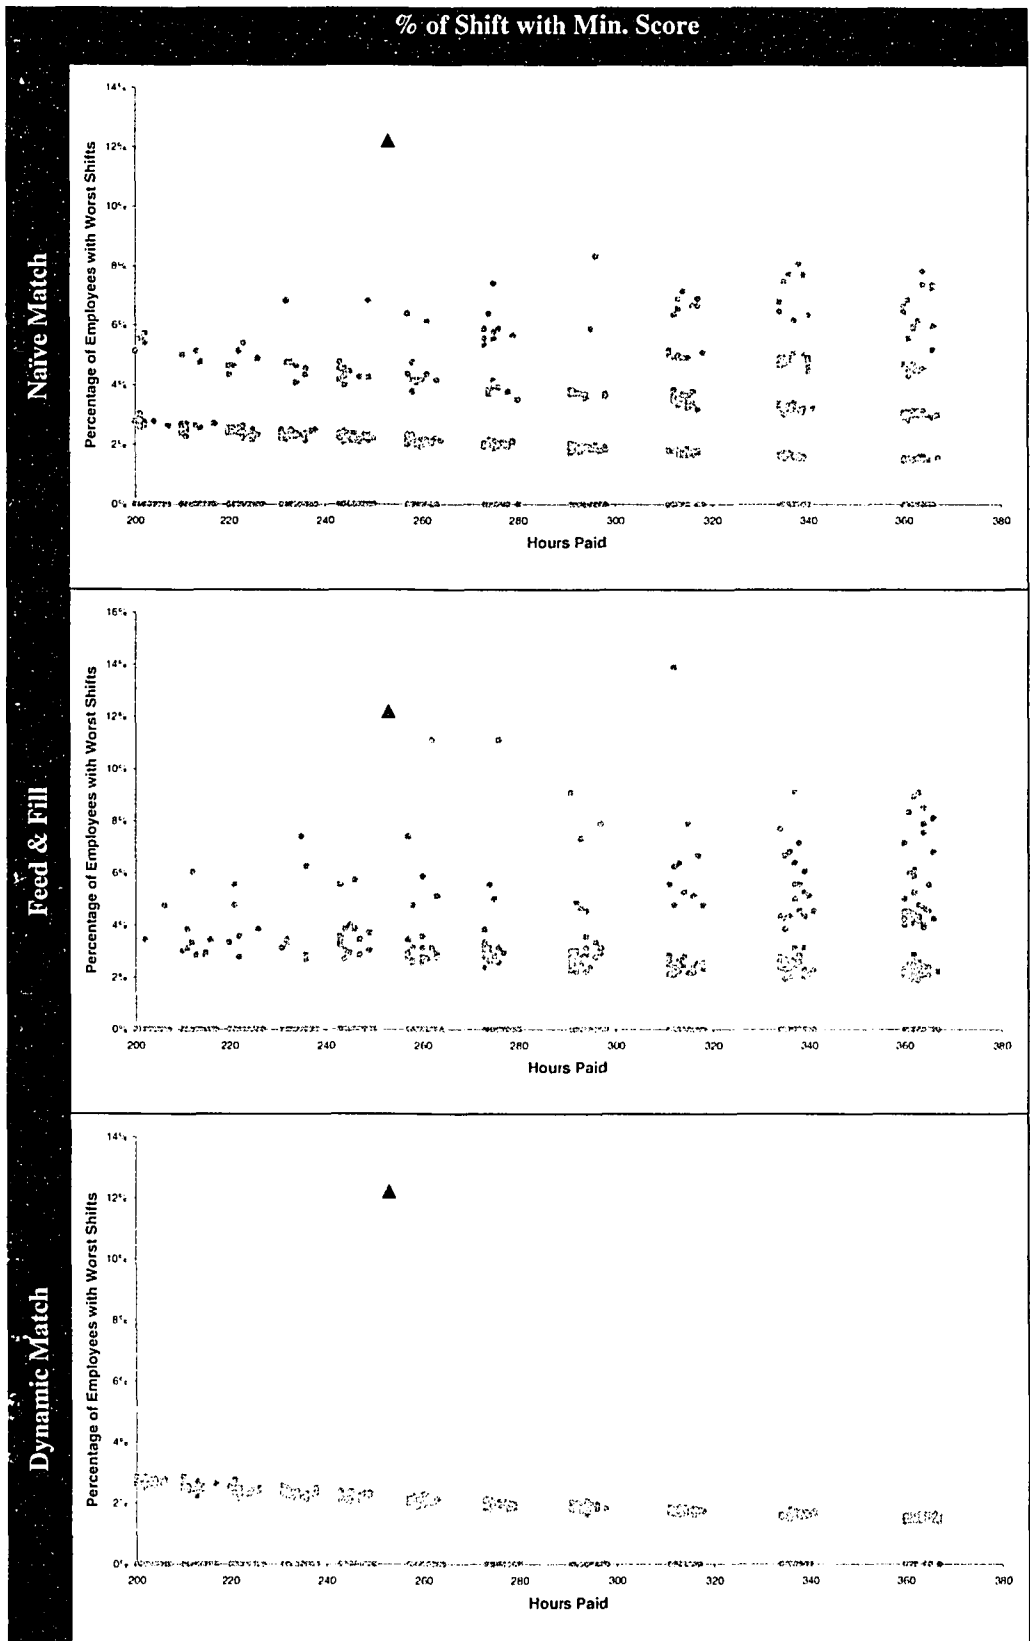 % of Shift with Min. Score
Naïve Match
Percentage of Employees with Worst Shifts
14%
12%
10%
8%
6%
4%
2%
0%
200 220 240 260 280 300 320 340 360 380
Hours Paid
Feed & Fill
Percentage of Employees with Worst Shifts
16%
14%
12%
10%
8%
6%
4%
2%
0%
200 220 240 260 280 300 320 340 360 380
Hours Paid
Dynamic Match
Percentage of Employees with Worst Shifts
14%
12%
10%
8%
6%
4%
2%
0%
200 220 240 260 280 300 320 340 360 380
Hours Paid